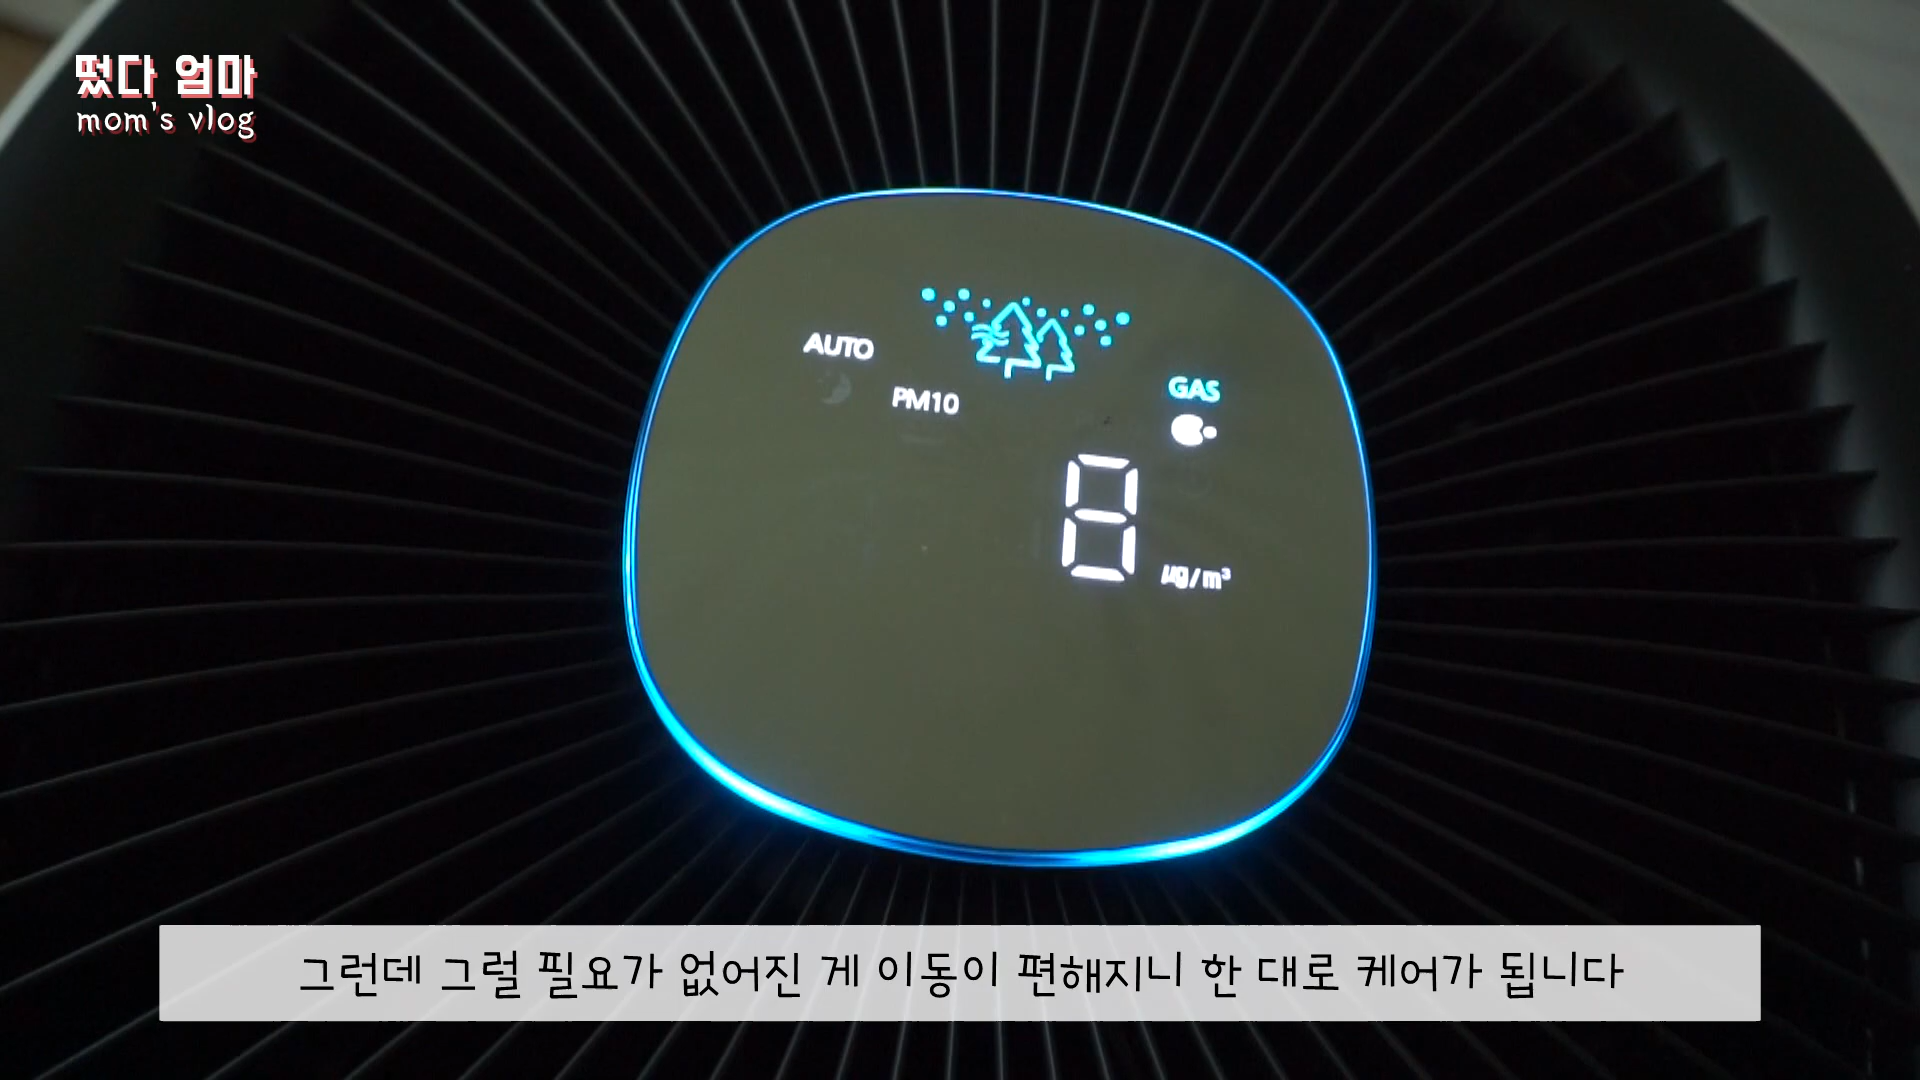 떴다 엄마
mom's vlog
AUTO
PM10
GAS
8
µg/m³
그런데 그럴 필요가 없어진 게 이동이 편해지니 한 대로 케어가 됩니다